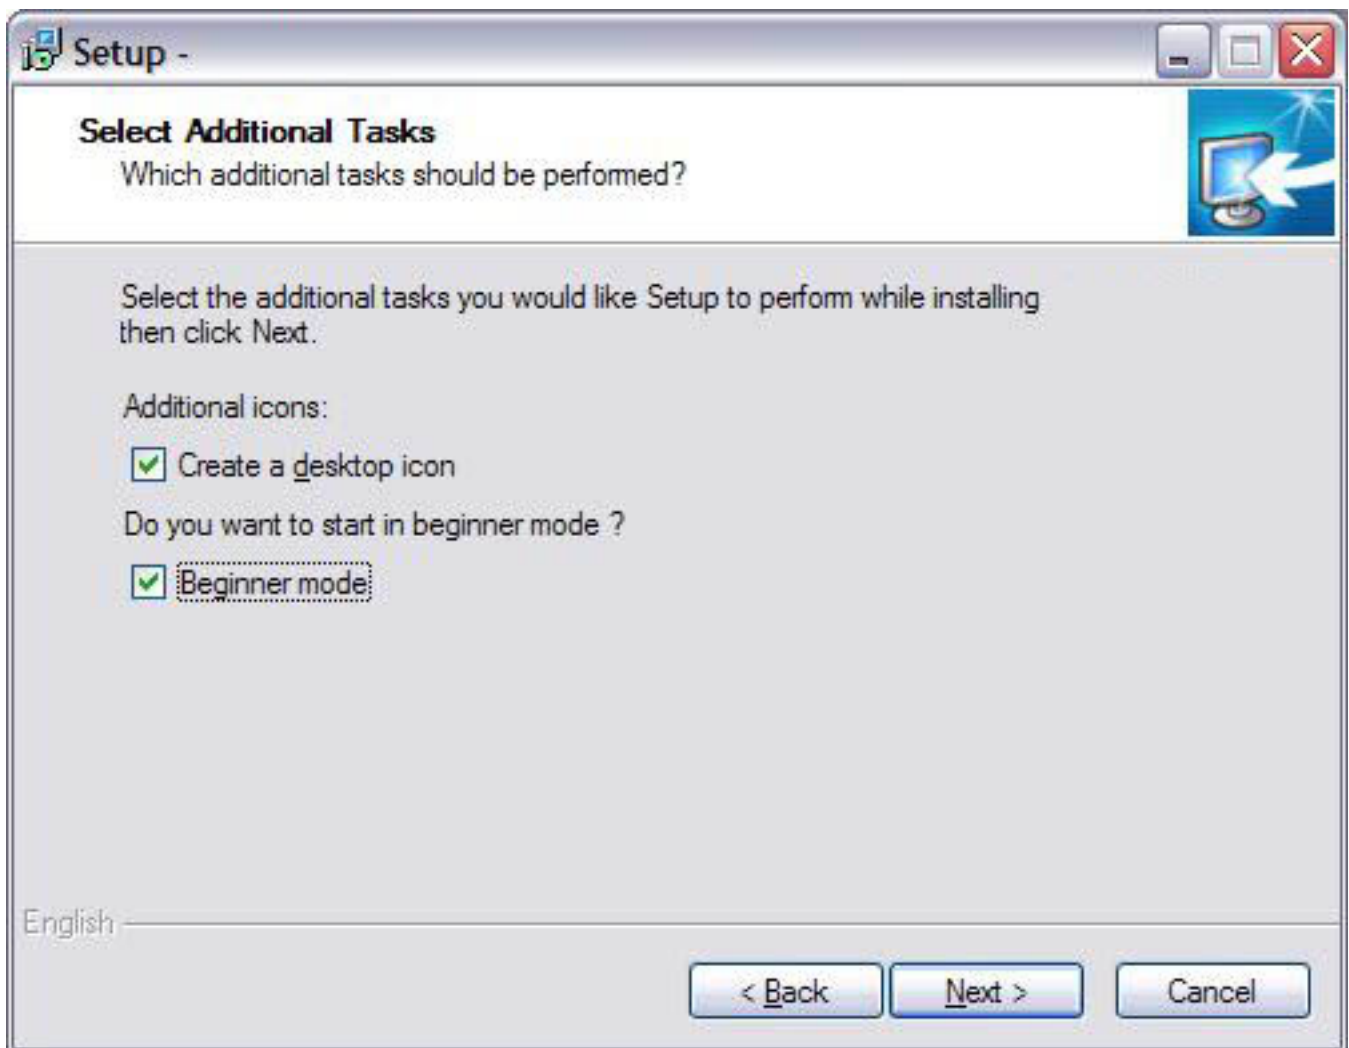 Setup -
Select Additional Tasks
Which additional tasks should be performed?
Select the additional tasks you would like Setup to perform while installing
then click Next.
Additional icons:
Create a desktop icon
Do you want to start in beginner mode ?
Beginner mode
English
< Back
Next >
Cancel